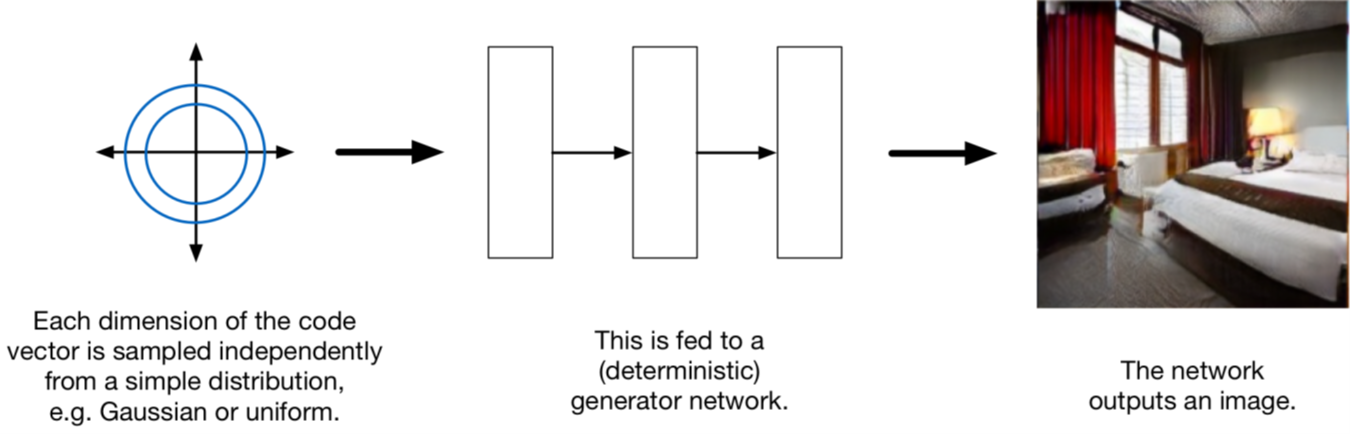 Each dimension of the code
vector is sampled independently
from a simple distribution,
e.g. Gaussian or uniform.
This is fed to a
(deterministic)
generator network.
The network
outputs an image.